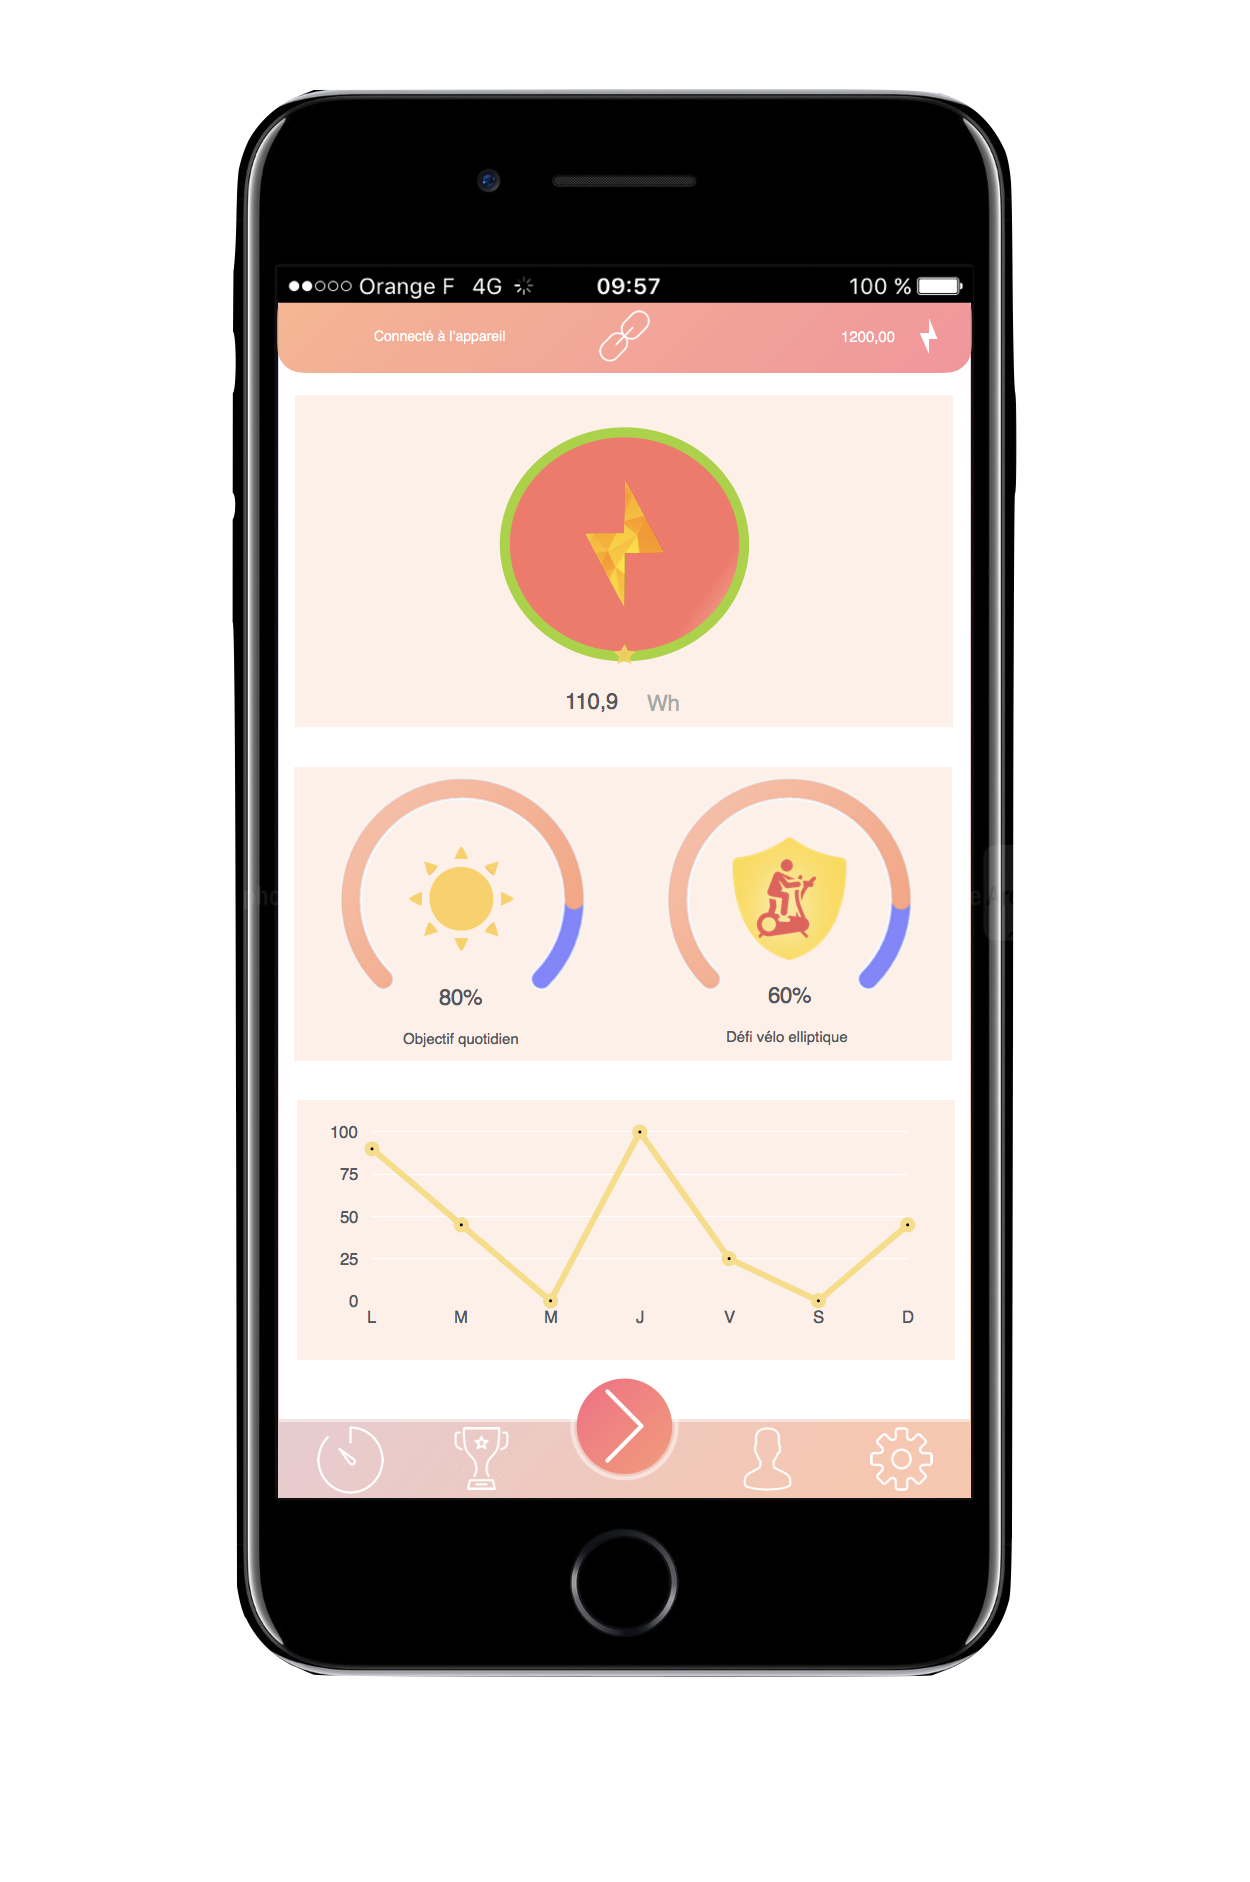 Orange F 4G 09:57 100 %
Connecté à l'appareil 1200,00
110,9 Wh
80% 60%
Objectif quotidien Défi vélo elliptique
100
75
50
25
0
L M M J V S D